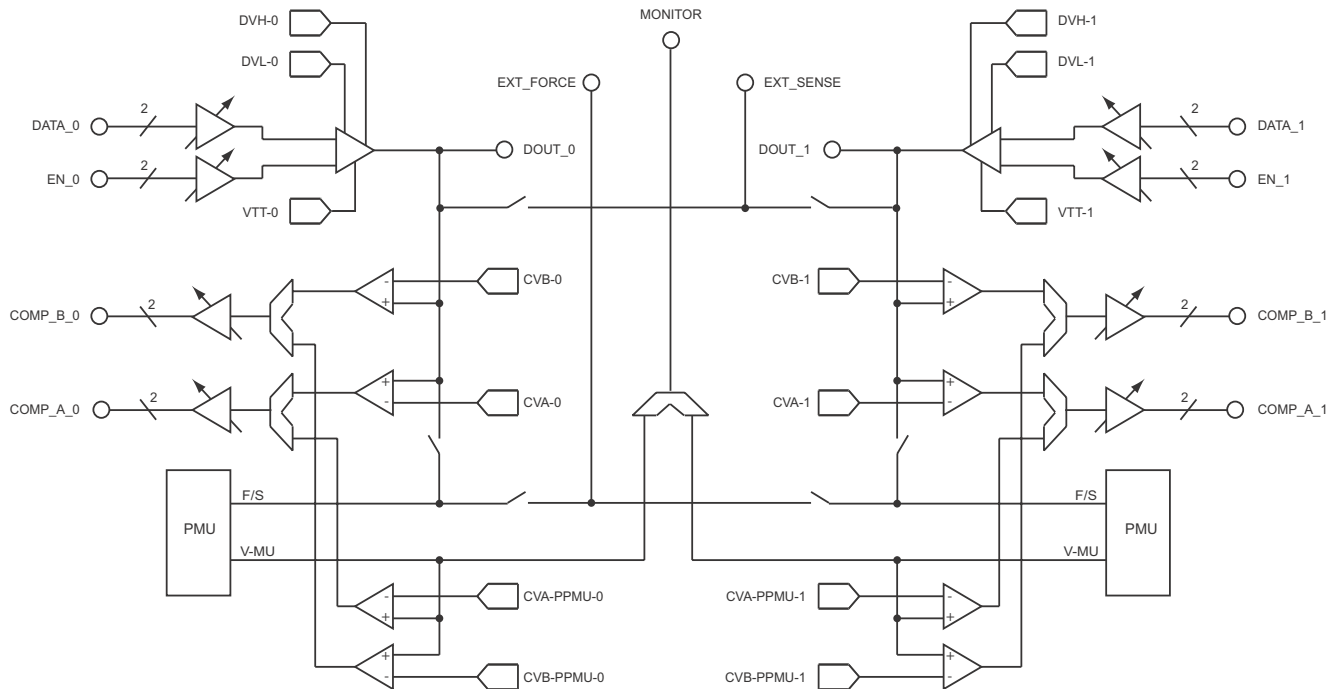 MONITOR
DVH-0
DVH-1
DVL-0
DVL-1
EXT_FORCE
EXT_SENSE
DATA_0
2
2
DATA_1
DOUT_0
DOUT_1
EN_0
2
2
EN_1
VTT-0
VTT-1
CVB-0
CVB-1
-
-
+
+
COMP_B_0
2
2
COMP_B_1
+
+
CVA-0
CVA-1
-
-
COMP_A_0
2
2
COMP_A_1
F/S
F/S
PMU
PMU
V-MU
V-MU
CVA-PPMU-0
CVA-PPMU-1
-
-
+
+
+
+
-
-
CVB-PPMU-0
CVB-PPMU-1